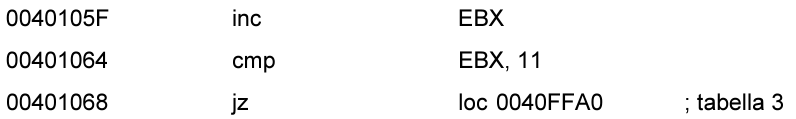 0040105F inc EBX
00401064 cmp EBX, 11
00401068 jz loc 0040FFA0 ; tabella 3